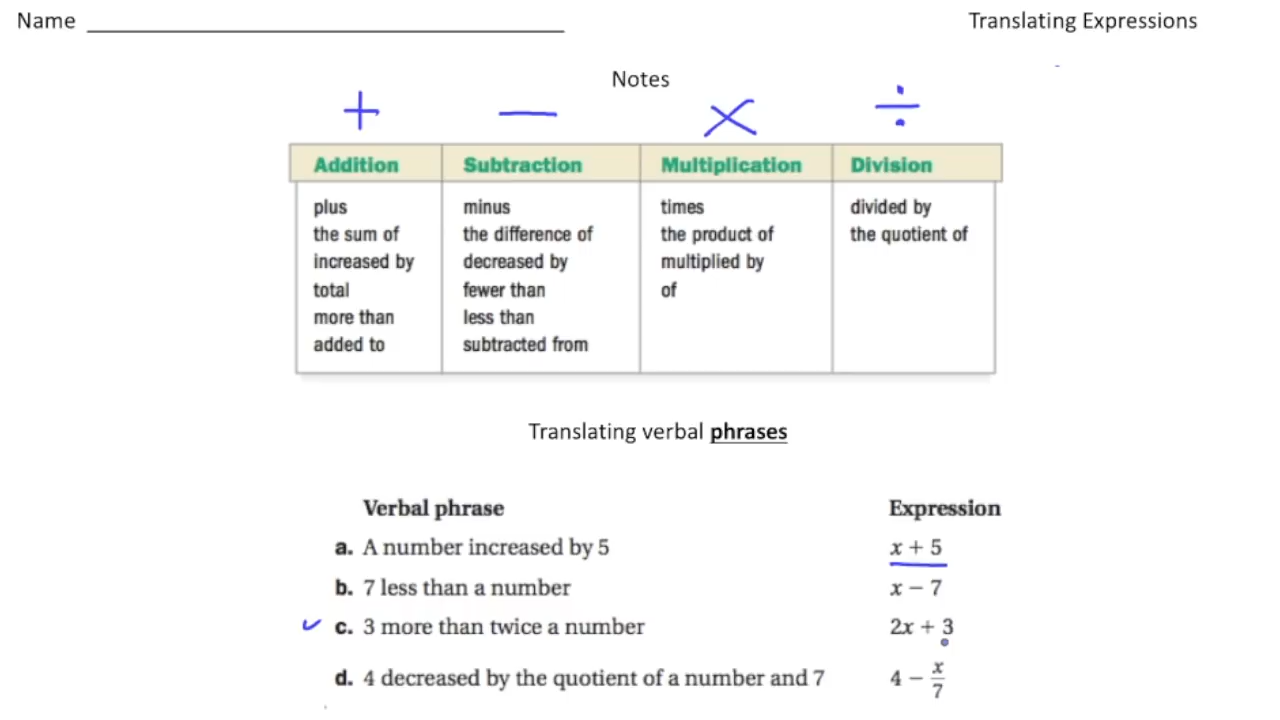 Name Translating Expressions
Notes
+ − × ÷
Addition Subtraction Multiplication Division
plus minus times divided by
the sum of the difference of the product of the quotient of
increased by decreased by multiplied by
total fewer than of
more than less than
added to subtracted from
Translating verbal phrases
Verbal phrase Expression
a. A number increased by 5 x + 5
b. 7 less than a number x − 7
c. 3 more than twice a number 2x + 3
d. 4 decreased by the quotient of a number and 7 4 − x/7